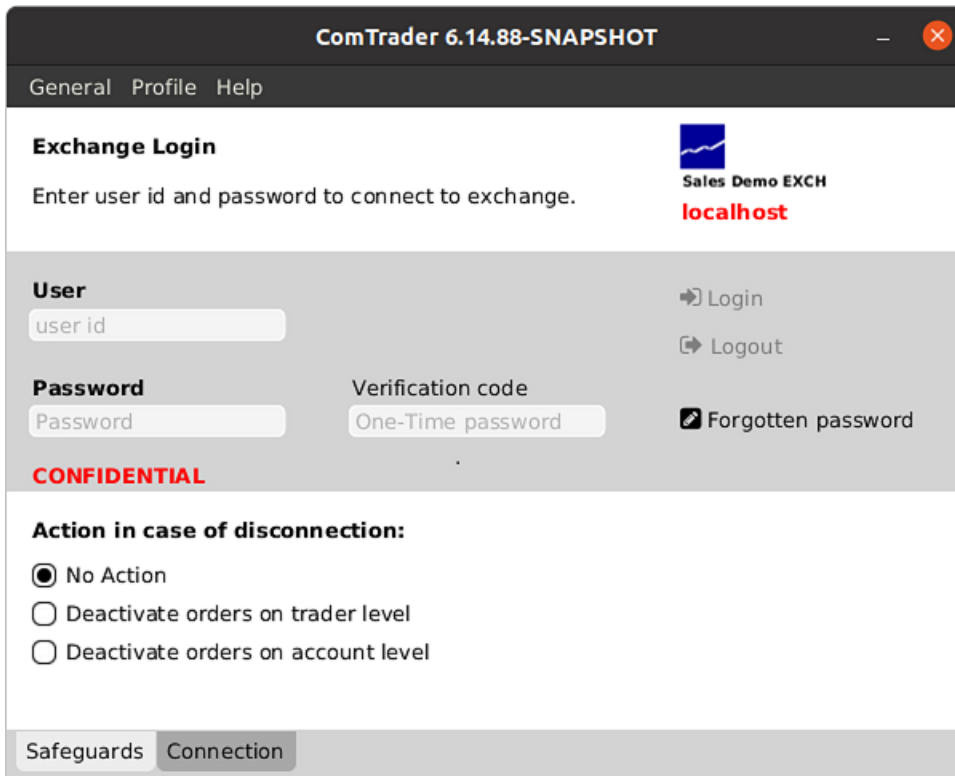 ComTrader 6.14.88-SNAPSHOT
General Profile Help
Exchange Login
Enter user id and password to connect to exchange.
Sales Demo EXCH
localhost
User
user id
Login
Logout
Password
Verification code
Password
One-Time password
Forgotten password
CONFIDENTIAL
Action in case of disconnection:
No Action
Deactivate orders on trader level
Deactivate orders on account level
Safeguards Connection